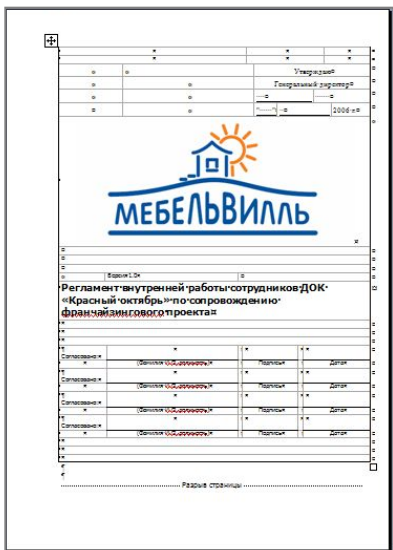 Утверждаю
Генеральный директор
2006 г
МЕБЕЛЬВИЛЛЬ
Версия 1.0
Регламент внутренней работы сотрудников ДОК
«Красный октябрь» по сопровождению
франчайзингового проекта
Согласовано:
(Фамилия И.О., должность) Подпись Дата
Согласовано:
(Фамилия И.О., должность) Подпись Дата
Согласовано:
(Фамилия И.О., должность) Подпись Дата
Согласовано:
(Фамилия И.О., должность) Подпись Дата
Разрыв страницы